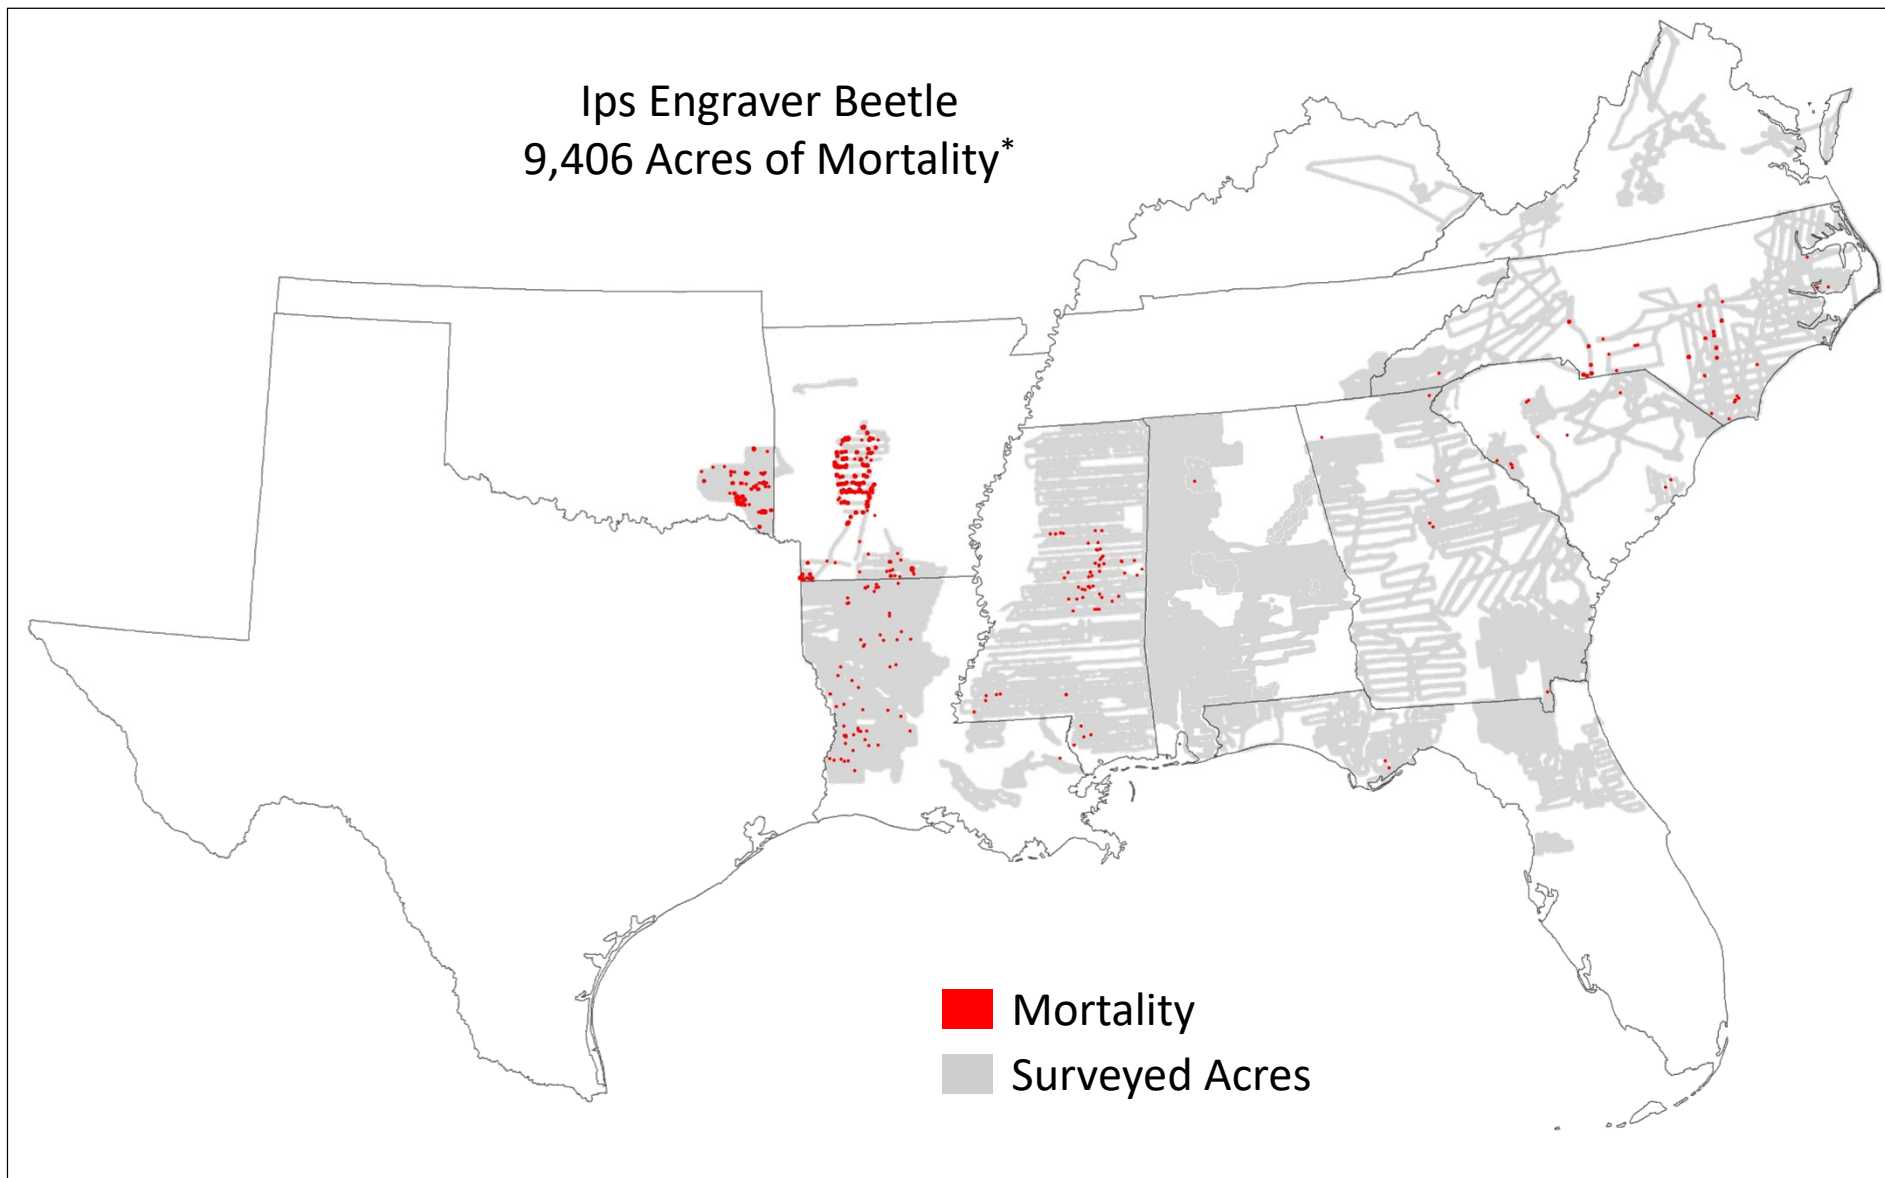 Ips Engraver Beetle
9,406 Acres of Mortality*
Mortality
Surveyed Acres